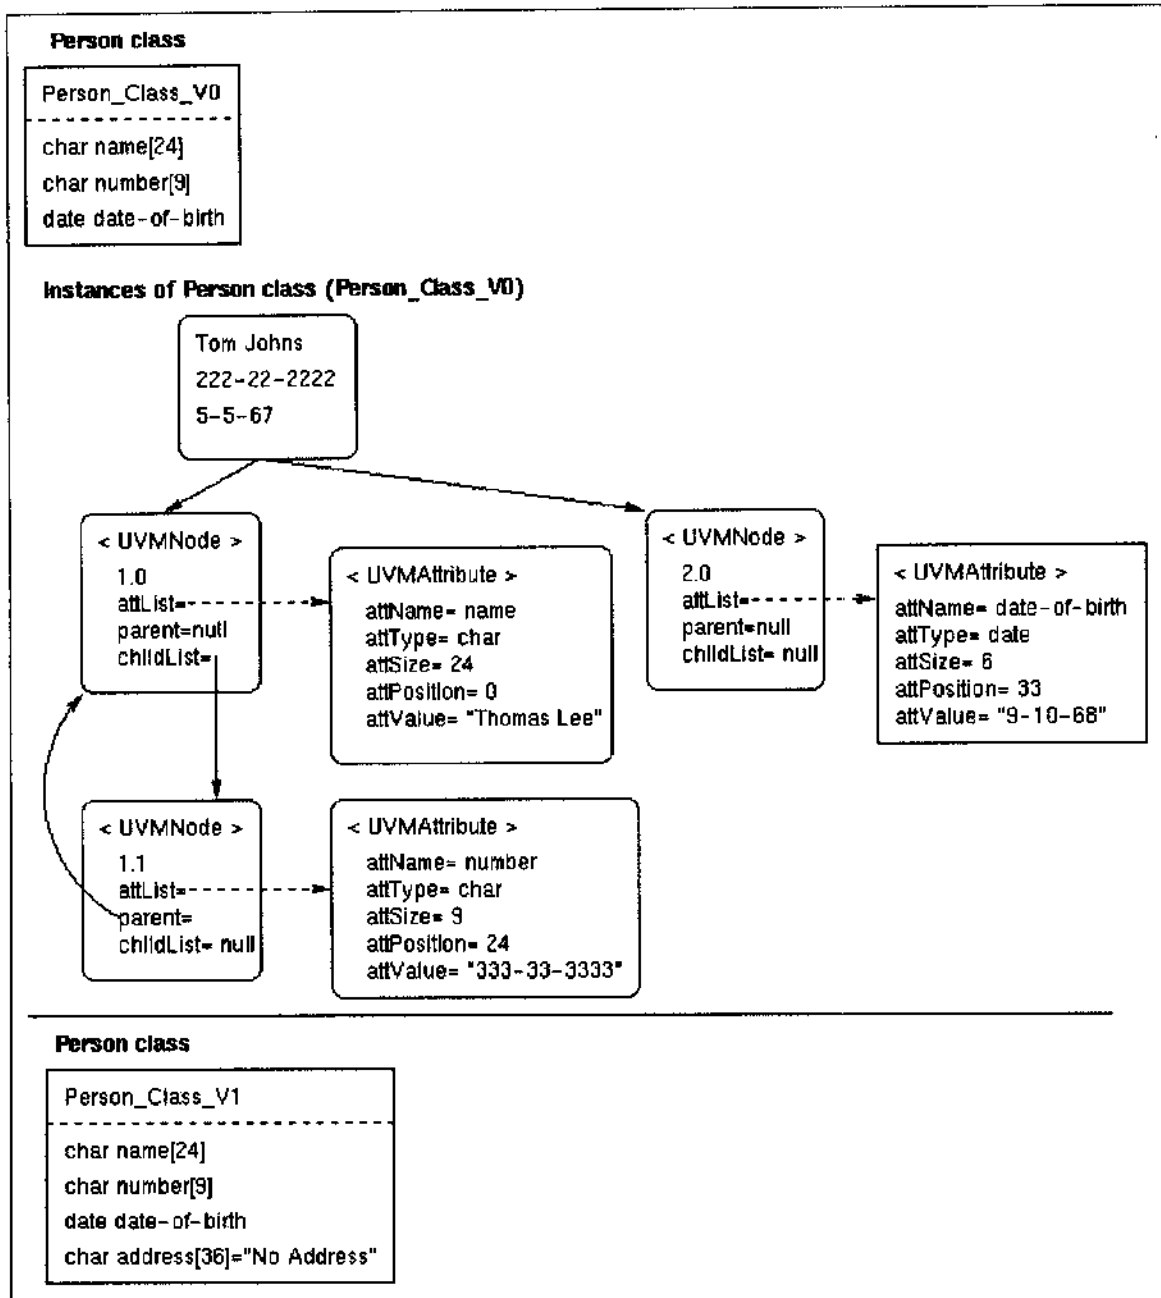 Person class
Person_Class_V0
char name[24]
char number[9]
date date-of-birth
Instances of Person class (Person_Class_V0)
Tom Johns
222-22-2222
5-5-67
< UVMNode >
1.0
attList=
parent=null
childList=
< UVMAttribute >
attName= name
attType= char
attSize= 24
attPosition= 0
attValue= "Thomas Lee"
< UVMNode >
2.0
attList=
parent=null
childList= null
< UVMAttribute >
attName= date-of-birth
attType= date
attSize= 6
attPosition= 33
attValue= "9-10-68"
< UVMNode >
1.1
attList=
parent=
childList= null
< UVMAttribute >
attName= number
attType= char
attSize= 9
attPosition= 24
attValue= "333-33-3333"
Person class
Person_Class_V1
char name[24]
char number[9]
date date-of-birth
char address[36]="No Address"